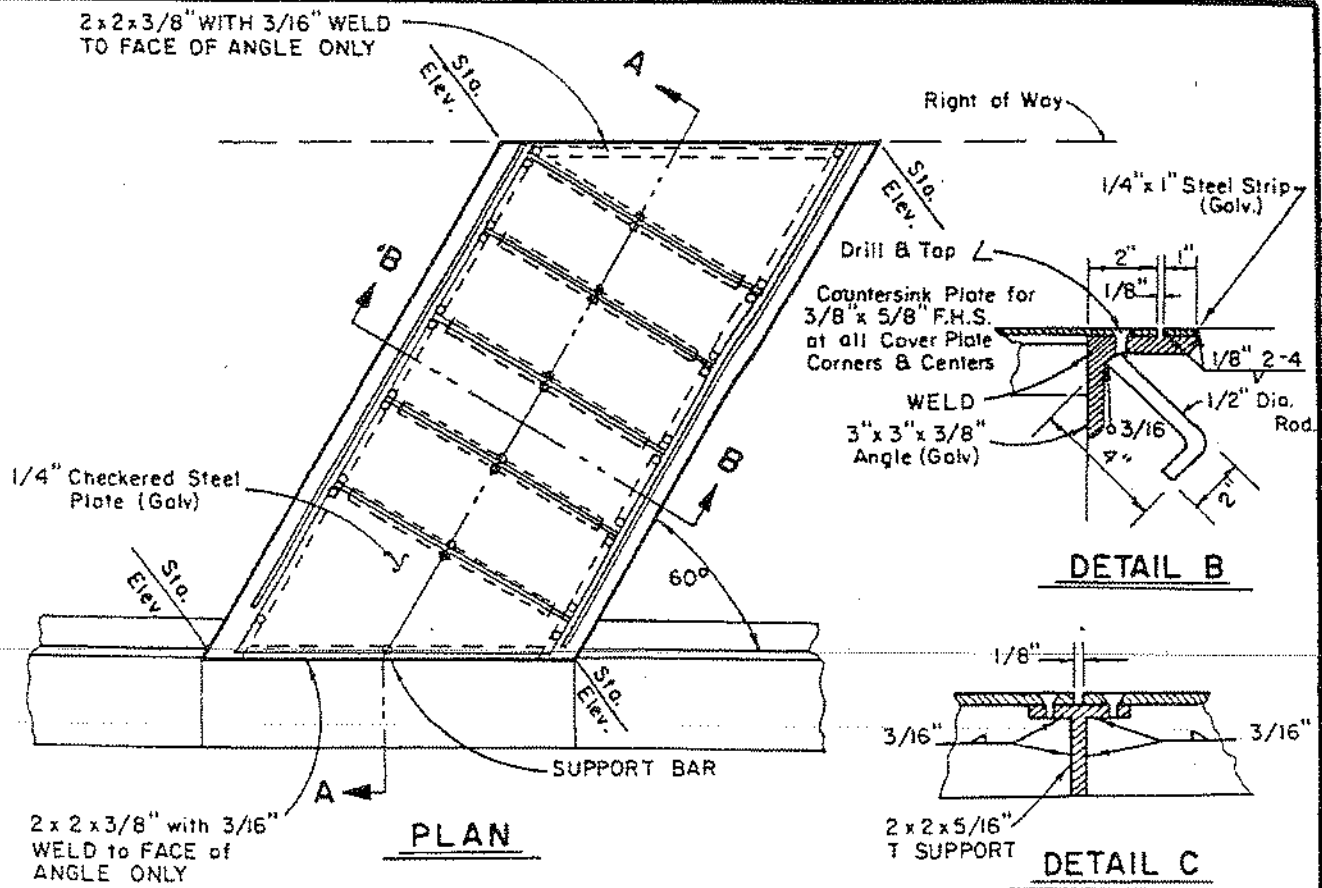 2 x 2 x 3/8" WITH 3/16" WELD
TO FACE OF ANGLE ONLY
Sta.
Elev.
A
Right of Way
Sta.
Elev.
1/4" x 1" Steel Strip
(Galv.)
Drill & Tap
2"
1"
1/8"
Countersink Plate for
3/8" x 5/8" F.H.S.
at all Cover Plate
Corners & Centers
1/8" 2-4
WELD
1/2" Dia.
Rod
3" x 3" x 3/8"
Angle (Galv)
3/16
4"
2"
DETAIL B
B
B
1/4" Checkered Steel
Plate (Galv)
60°
Sta.
Elev.
Sta.
Elev.
SUPPORT BAR
A
2 x 2 x 3/8" with 3/16"
WELD to FACE of
ANGLE ONLY
PLAN
1/8"
3/16"
3/16"
2 x 2 x 5/16"
T SUPPORT
DETAIL C